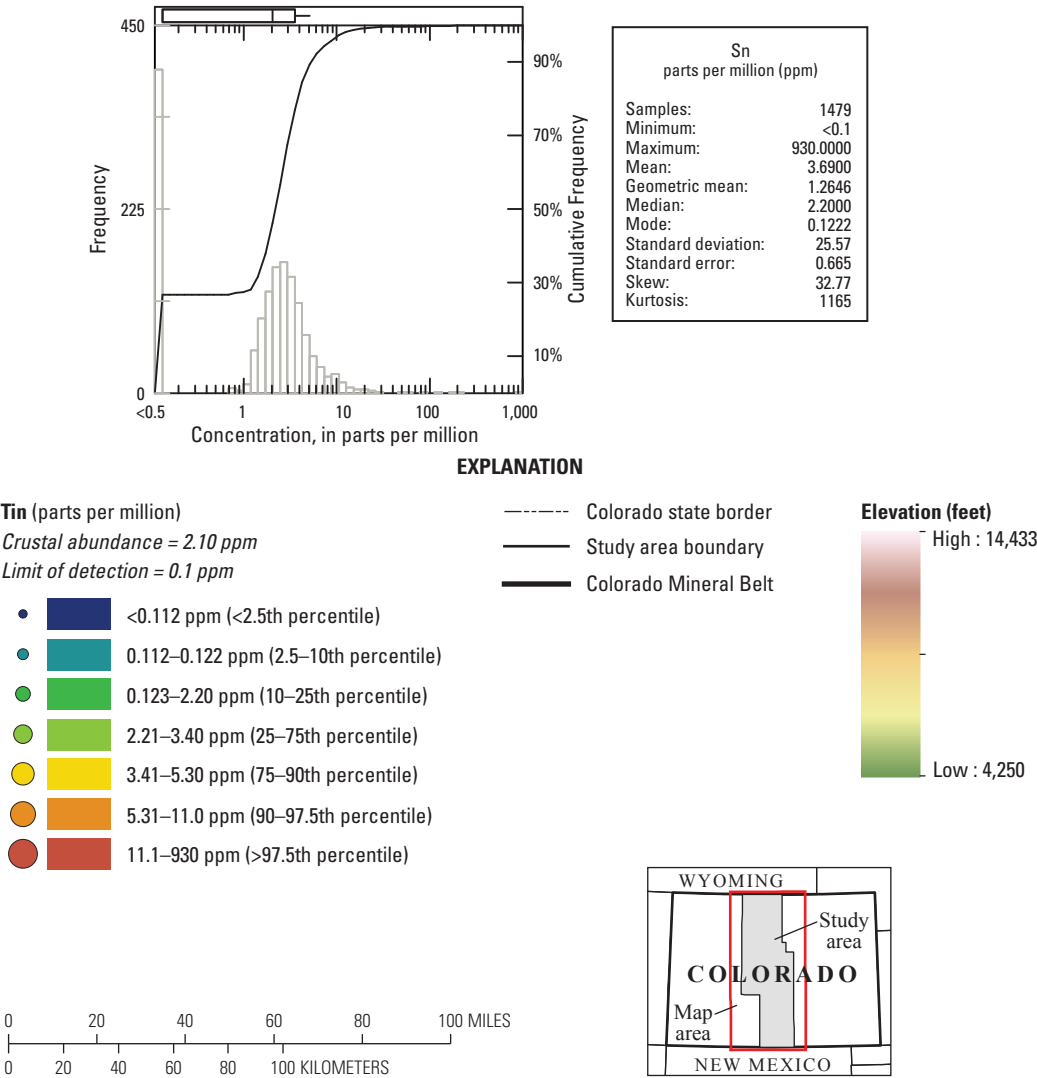 450
225
0
Frequency
90%
70%
50%
30%
10%
Cumulative Frequency
<0.5 1 10 100 1,000
Concentration, in parts per million
Sn
parts per million (ppm)
Samples: 1479
Minimum: <0.1
Maximum: 930.0000
Mean: 3.6900
Geometric mean: 1.2646
Median: 2.2000
Mode: 0.1222
Standard deviation: 25.57
Standard error: 0.665
Skew: 32.77
Kurtosis: 1165
EXPLANATION
Tin (parts per million)
Crustal abundance = 2.10 ppm
Limit of detection = 0.1 ppm
<0.112 ppm (<2.5th percentile)
0.112–0.122 ppm (2.5–10th percentile)
0.123–2.20 ppm (10–25th percentile)
2.21–3.40 ppm (25–75th percentile)
3.41–5.30 ppm (75–90th percentile)
5.31–11.0 ppm (90–97.5th percentile)
11.1–930 ppm (>97.5th percentile)
Colorado state border
Study area boundary
Colorado Mineral Belt
Elevation (feet)
High : 14,433
Low : 4,250
0 20 40 60 80 100 MILES
0 20 40 60 80 100 KILOMETERS
WYOMING
Study
area
COLORADO
Map
area
NEW MEXICO